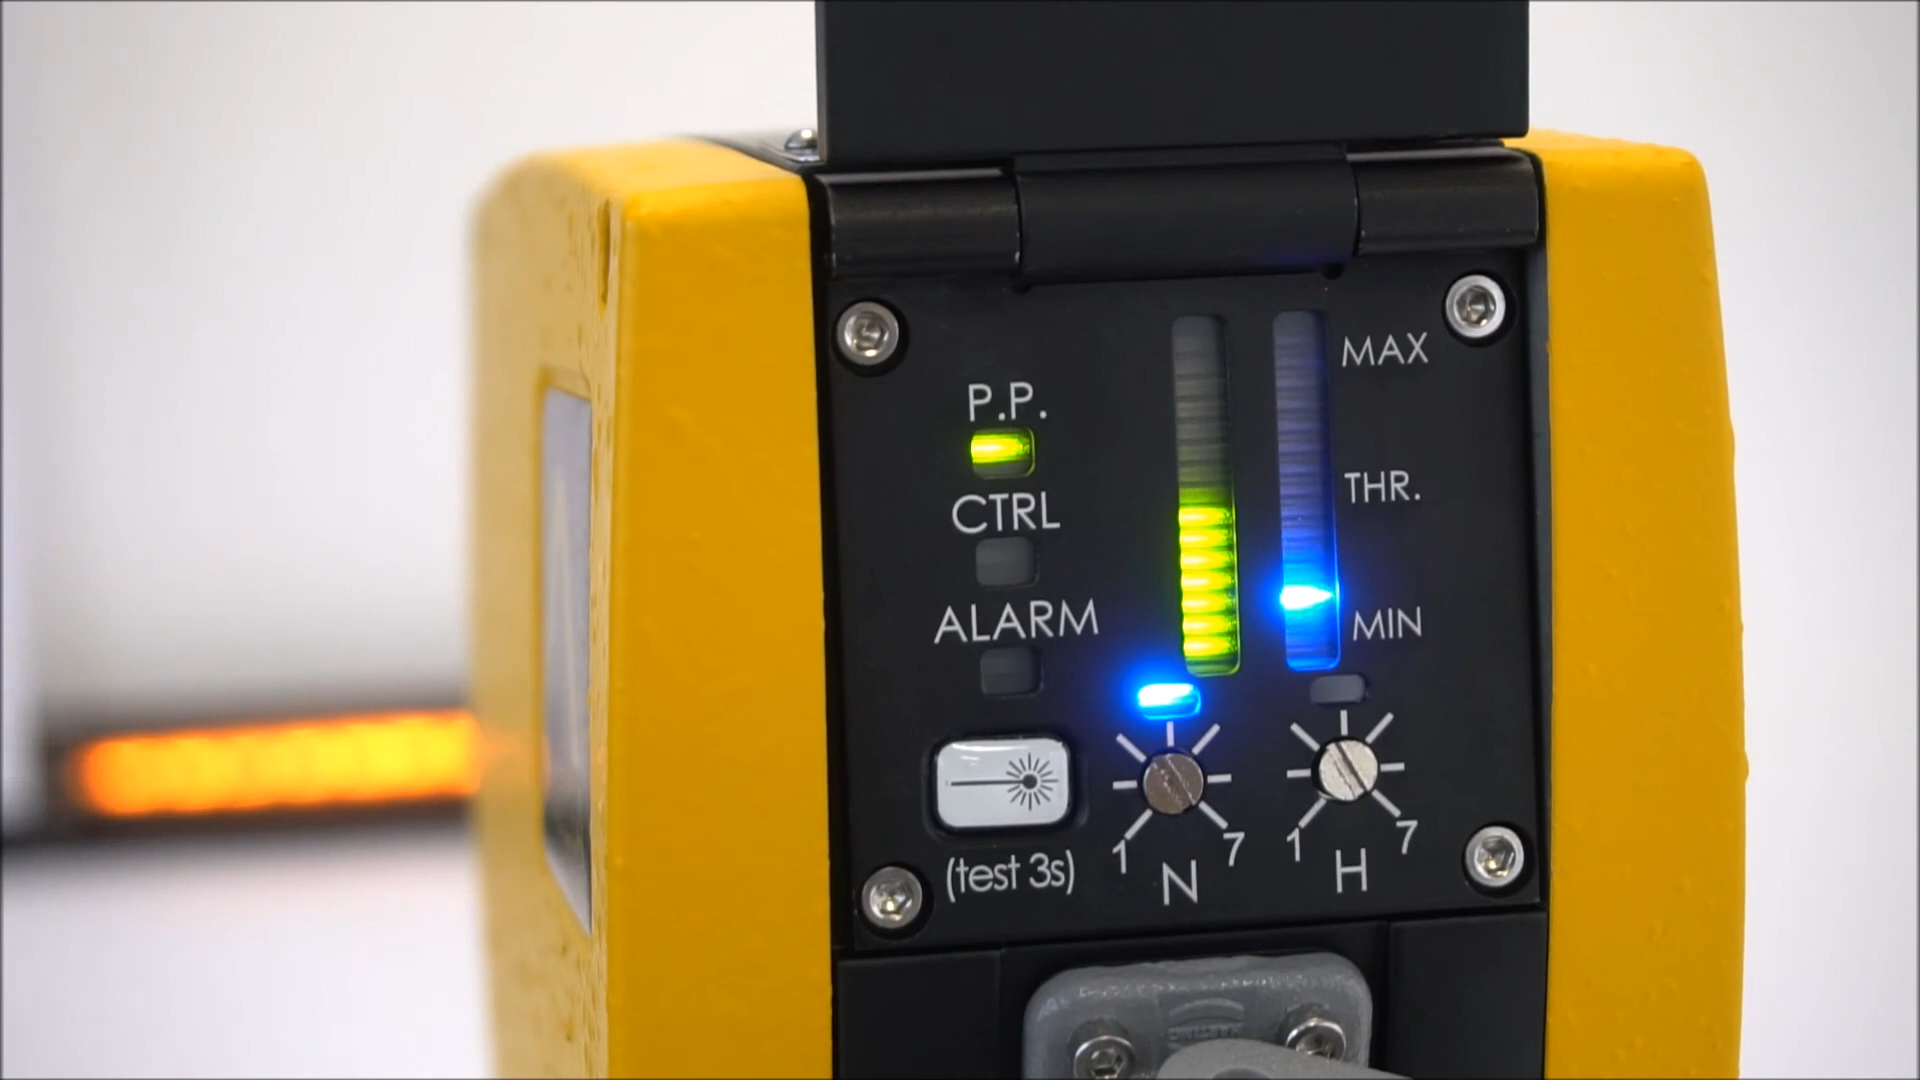 P.P.
CTRL
ALARM
(test 3s)
MAX
THR.
MIN
1 7
N
1 7
H